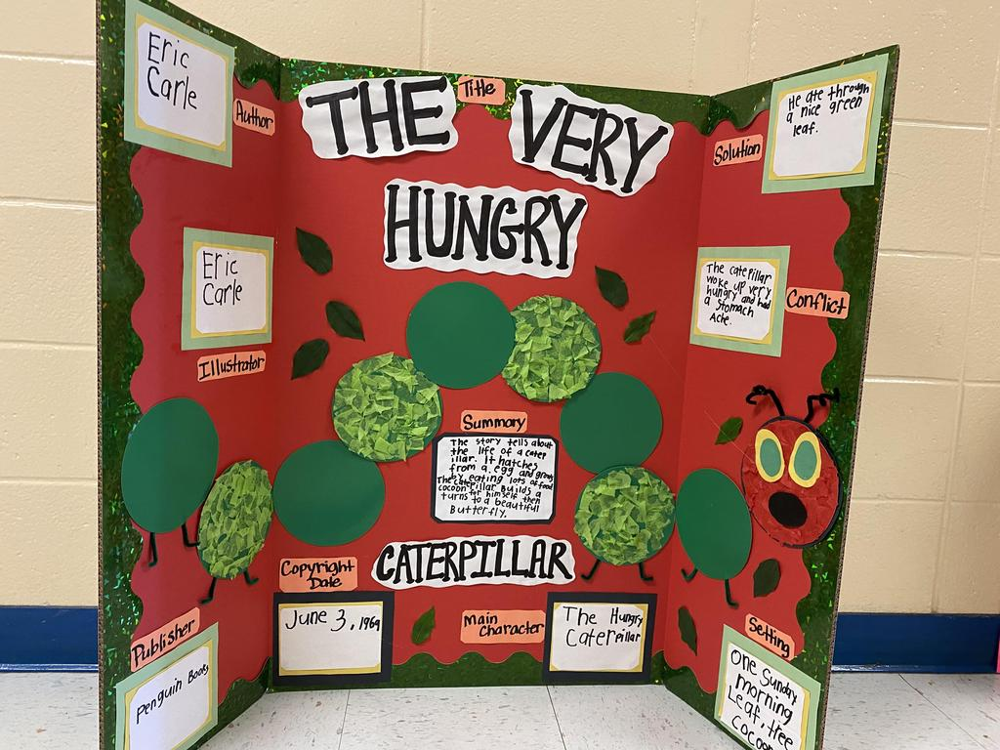 Eric
Carle
Author
Eric
Carle
Illustrator
Publisher
Penguin Books
THE
Title
VERY
HUNGRY
Summary
The story tells about
the life of a cater
illar. It hatches
from a egg and grows
by eating lots of food
The caterpillar builds a
cocoon for himself then
turns to a beautiful
Butterfly.
CATERPILLAR
Copyright
Date
June 3, 1969
Main
Character
The Hungry
Caterpillar
Solution
He ate through
a nice green
leaf.
The caterpillar
woke up very
hungry and had
a stomach
Ache.
Conflict
Setting
One Sunday
morning
Leaf, tree
Cocoon